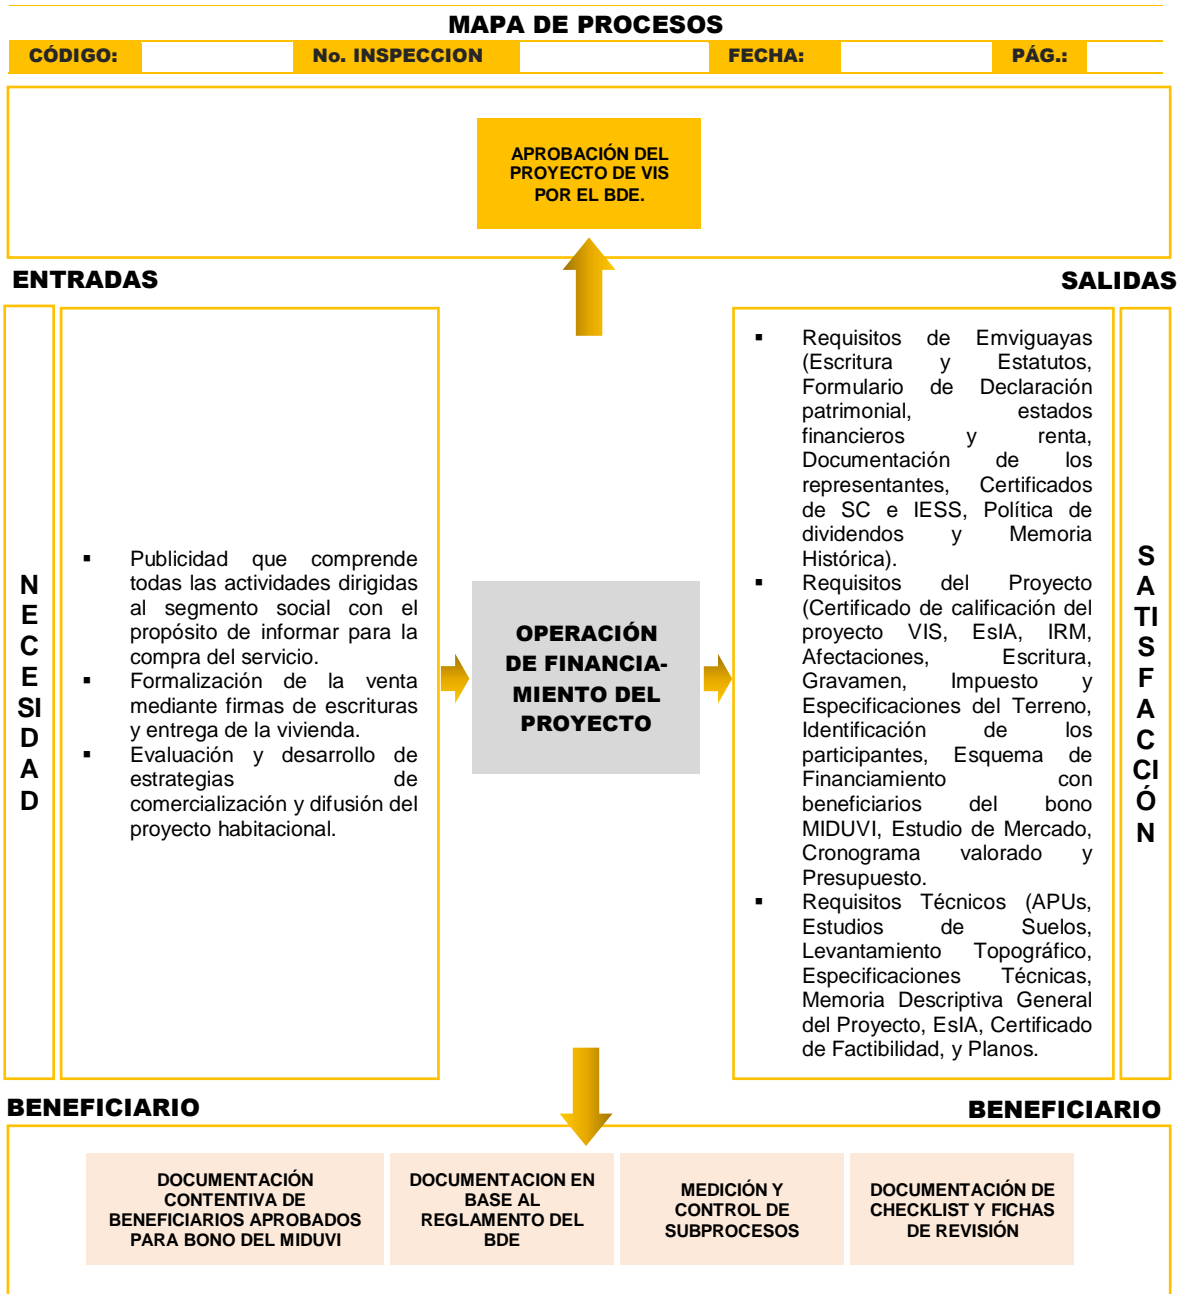 MAPA DE PROCESOS
CÓDIGO: No. INSPECCION FECHA: PÁG.:
APROBACIÓN DEL
PROYECTO DE VIS
POR EL BDE.
ENTRADAS
SALIDAS
N
E
C
E
SI
D
A
D
▪ Publicidad que comprende
todas las actividades dirigidas
al segmento social con el
propósito de informar para la
compra del servicio.
▪ Formalización de la venta
mediante firmas de escrituras
y entrega de la vivienda.
▪ Evaluación y desarrollo de
estrategias de
comercialización y difusión del
proyecto habitacional.
OPERACIÓN
DE FINANCIA-
MIENTO DEL
PROYECTO
▪ Requisitos de Emviguayas
(Escritura y Estatutos,
Formulario de Declaración
patrimonial, estados
financieros y renta,
Documentación de los
representantes, Certificados
de SC e IESS, Política de
dividendos y Memoria
Histórica).
▪ Requisitos del Proyecto
(Certificado de calificación del
proyecto VIS, EsIA, IRM,
Afectaciones, Escritura,
Gravamen, Impuesto y
Especificaciones del Terreno,
Identificación de los
participantes, Esquema de
Financiamiento con
beneficiarios del bono
MIDUVI, Estudio de Mercado,
Cronograma valorado y
Presupuesto.
▪ Requisitos Técnicos (APUs,
Estudios de Suelos,
Levantamiento Topográfico,
Especificaciones Técnicas,
Memoria Descriptiva General
del Proyecto, EsIA, Certificado
de Factibilidad, y Planos.
S
A
TI
S
F
A
C
CI
Ó
N
BENEFICIARIO
BENEFICIARIO
DOCUMENTACIÓN
CONTENTIVA DE
BENEFICIARIOS APROBADOS
PARA BONO DEL MIDUVI
DOCUMENTACION EN
BASE AL
REGLAMENTO DEL
BDE
MEDICIÓN Y
CONTROL DE
SUBPROCESOS
DOCUMENTACIÓN DE
CHECKLIST Y FICHAS
DE REVISIÓN